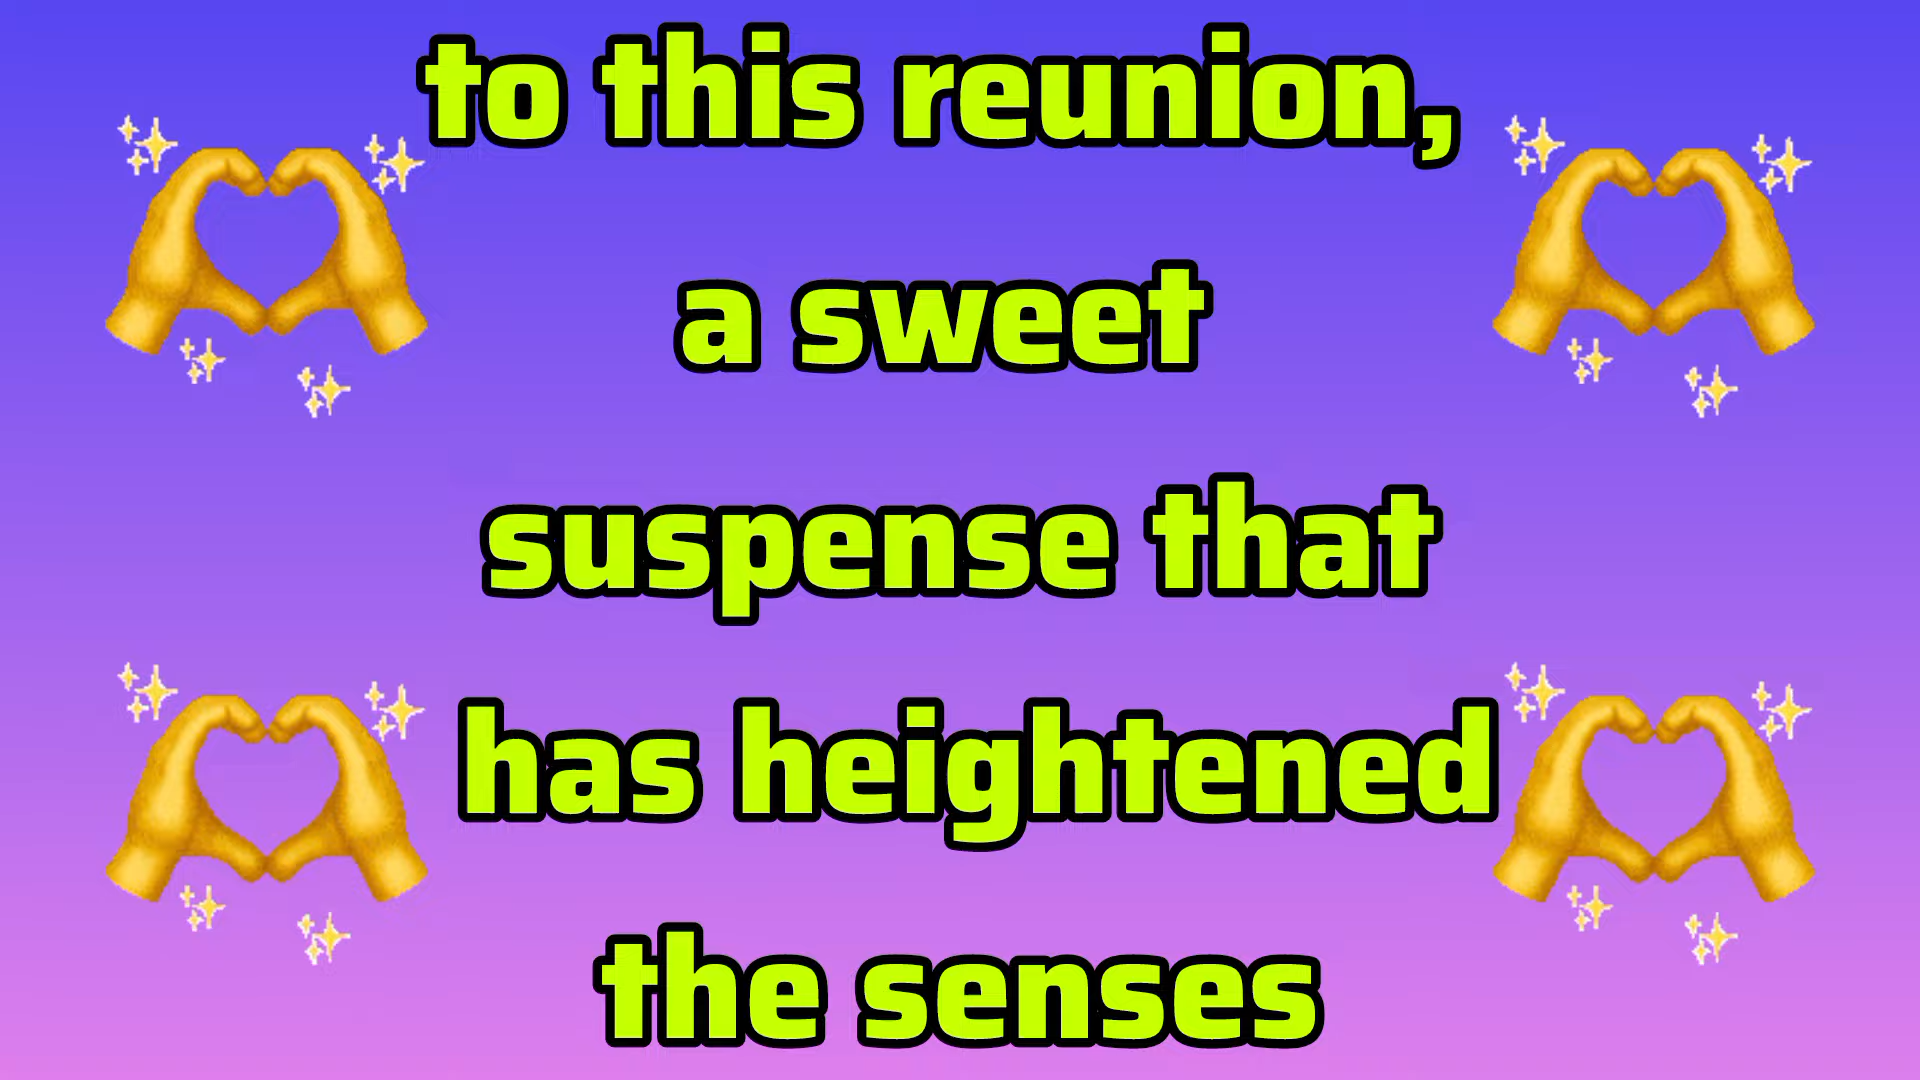 to this reunion,
a sweet
suspense that
has heightened
the senses